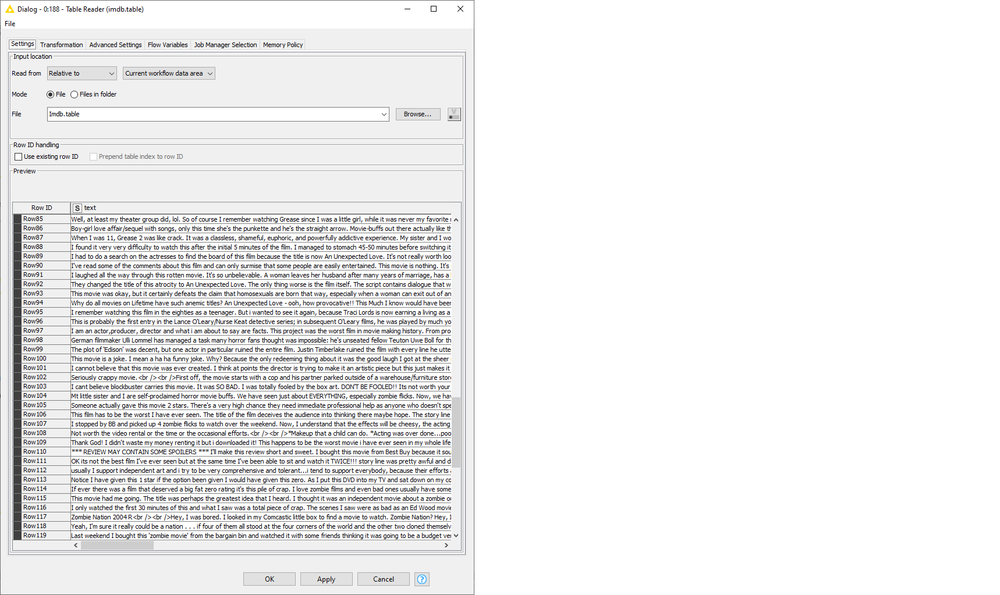 Dialog - 0:188 - Table Reader (imdb.table)
File
Settings Transformation Advanced Settings Flow Variables Job Manager Selection Memory Policy
Input location
Read from Relative to Current workflow data area
Mode File Files in folder
File Imdb.table Browse... V
Row ID handling
Use existing row ID Prepend table index to row ID
Preview
Row ID S text
Row85 Well, at least my theater group did, lol. So of course I remember watching Grease since I was a little girl, while it was never my favorite
Row86 Boy-girl love affair/sequel with songs, only this time she's the punkette and he's the straight arrow. Movie-buffs out there actually like th
Row87 When I was 11, Grease 2 was like crack. It was a classless, shameful, euphoric, and powerfully addictive experience. My sister and I wo
Row88 I found it very very difficulty to watch this after the initial 5 minutes of the film. I managed to stomach 45-50 minutes before switching it
Row89 I had to do a search on the actresses to find the board of this film because the title is now An Unexpected Love. It's not really worth loo
Row90 I've read some of the comments about this film and can only surmise that some people are easily entertained. This movie is nothing. It's
Row91 I laughed all the way through this rotten movie. It's so unbelievable. A woman leaves her husband after many years of marriage, has a
Row92 They changed the title of this atrocity to An Unexpected Love. The only thing worse is the film itself. The script contains dialogue that w
Row93 This movie was okay, but it certainly defeats the claim that homosexuals are born that way, especially when a woman can exit out of an
Row94 Why do all movies on Lifetime have such anemic titles? An Unexpected Love - ooh, how provocative!! This Much I know would have been
Row95 I remember watching this film in the eighties as a teenager. But i wanted to see it again, because Traci Lords is now earning a living as a
Row96 This is probably the first entry in the Lance O'Leary/Nurse Keat detective series; in subsequent O'Leary films, he was played by much yo
Row97 I am an actor,producer, director and what i am about to say are facts. This project was the worst film in movie making history. From pro
Row98 German filmmaker Ulli Lommel has managed a task many horror fans thought was impossible: he's unseated fellow Teuton Uwe Boll for th
Row99 The plot of 'Edison' was decent, but one actor in particular ruined the entire film. Justin Timberlake ruined the film with every line he utte
Row100 This movie is a joke. I mean a ha ha funny joke. Why? Because the only redeeming thing about it was the good laugh I got at the sheer
Row101 I cannot believe that this movie was ever created. I think at points the director is trying to make it an artistic piece but this just makes it
Row102 Seriously crappy movie.<br /><br />First off, the movie starts with a cop and his partner parked outside of a warehouse/furniture stor
Row103 I cant believe blockbuster carries this movie. It was SO BAD. I was totally fooled by the box art. DON'T BE FOOLED!! Its not worth your
Row104 Mt little sister and I are self-proclaimed horror movie buffs. We have seen just about EVERYTHING, especially zombie flicks. Now, we hav
Row105 Someone actually gave this movie 2 stars. There's a very high chance they need immediate professional help as anyone who doesn't spe
Row106 This film has to be the worst I have ever seen. The title of the film deceives the audience into thinking there maybe hope. The story line
Row107 I stopped by BB and picked up 4 zombie flicks to watch over the weekend. Now, I understand that the effects will be cheesy, the acting
Row108 Not worth the video rental or the time or the occasional efforts.<br /><br />*Makeup that a child can do. *Acting was over done...poo
Row109 Thank God! I didn't waste my money renting it but i downloaded it! This happens to be the worst movie i have ever seen in my whole life
Row110 *** REVIEW MAY CONTAIN SOME SPOILERS *** I'll make this review short and sweet. I bought this movie from Best Buy because it sou
Row111 OK its not the best film I've ever seen but at the same time I've been able to sit and watch it TWICE!!! story line was pretty awful and d
Row112 usually I support independent art and i try to be very comprehensive and tolerant...i tend to support everybody, because their efforts
Row113 Notice I have given this 1 star if the option been given I would have given this zero. As I put this DVD into my TV and sat down on my co
Row114 If ever there was a film that deserved a big fat zero rating it's this pile of crap. I love zombie films and even bad ones usually have some
Row115 This movie had me going. The title was perhaps the greatest idea that I heard. I thought it was an independent movie about a zombie o
Row116 I only watched the first 30 minutes of this and what I saw was a total piece of crap. The scenes I saw were as bad as an Ed Wood movie
Row117 Zombie Nation 2004 R<br /><br />Hey, I was bored. I looked in my Comcastic little box to find a movie to watch. Zombie Nation? Hey, I
Row118 Yeah, I'm sure it really could be a nation . . . if four of them all stood at the four corners of the world and the other two cloned themselv
Row119 Last weekend I bought this 'zombie movie' from the bargain bin and watched it with some friends thinking it was going to be a budget ver
OK Apply Cancel ?